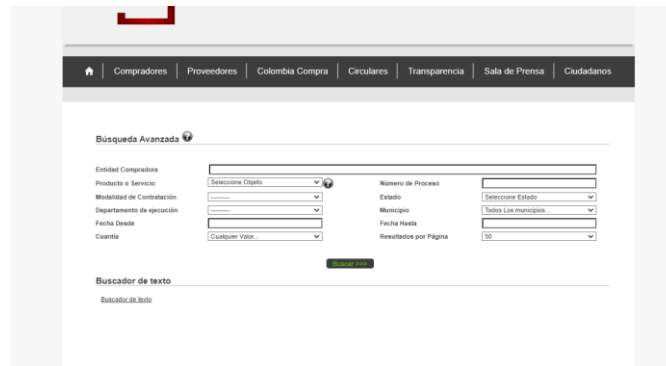 Compradores Proveedores Colombia Compra Circulares Transparencia Sala de Prensa Ciudadanos
Búsqueda Avanzada
Entidad Compradora
Producto o Servicio Seleccione Objeto Número de Proceso
Modalidad de Contratación --------- Estado Seleccione Estado
Departamento de ejecución --------- Municipio Todos Los municipios...
Fecha Desde Fecha Hasta
Cuantía Cualquier Valor... Resultados por Página 50
Buscar >>>
Buscador de texto
Buscador de texto